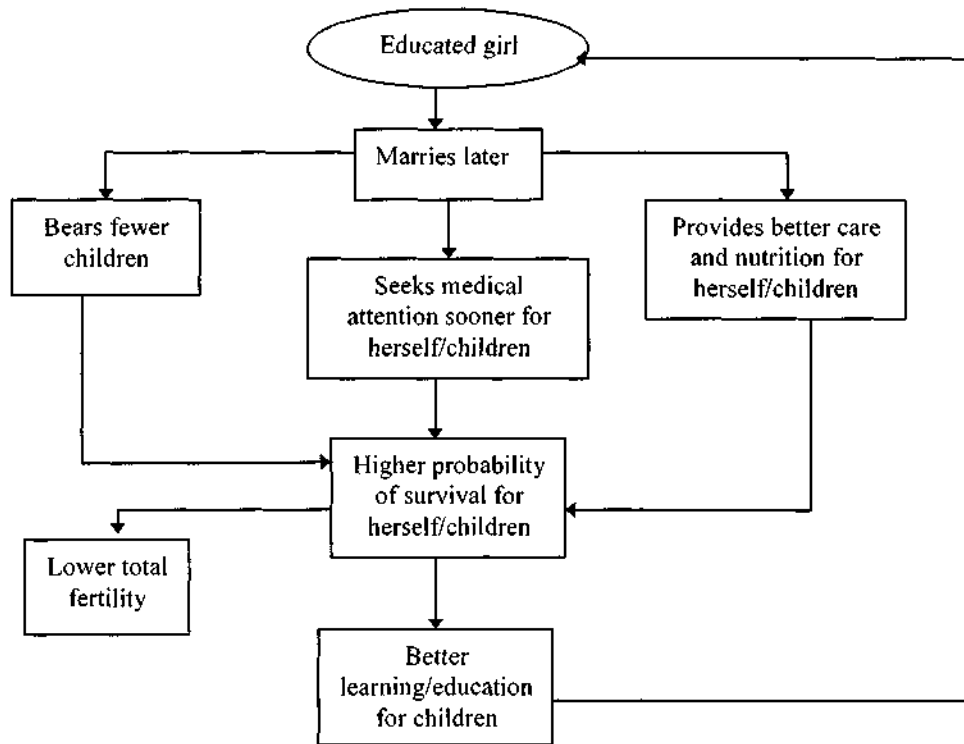 Educated girl
Marries later
Bears fewer
children
Seeks medical
attention sooner for
herself/children
Provides better care
and nutrition for
herself/children
Higher probability
of survival for
herself/children
Lower total
fertility
Better
learning/education
for children